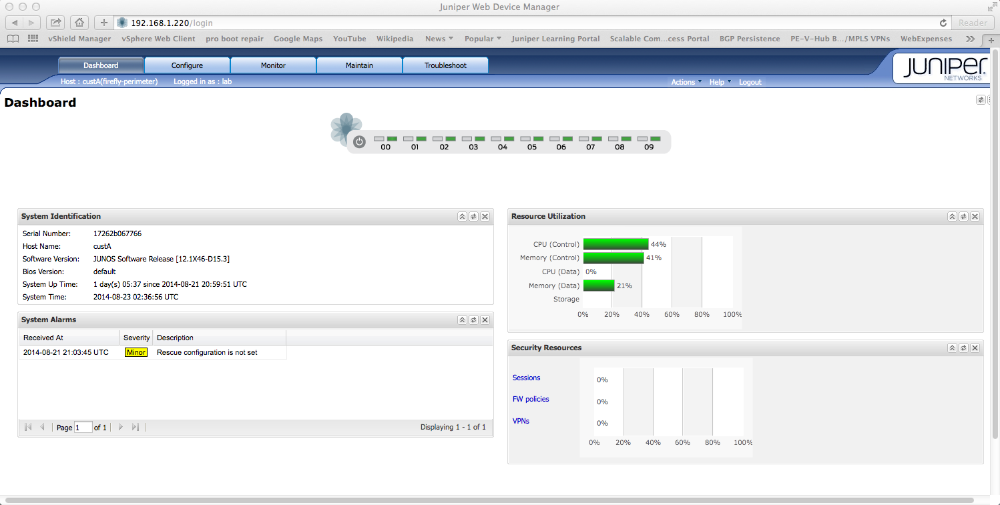 Juniper Web Device Manager
192.168.1.220/login
Reader
vShield Manager vSphere Web Client pro boot repair Google Maps YouTube Wikipedia News Popular Juniper Learning Portal Scalable Com...cess Portal BGP Persistence PE-V-Hub B.../MPLS VPNs WebExpenses
Dashboard Configure Monitor Maintain Troubleshoot
JUNIPER
NETWORKS
Host : custA(firefly-perimeter) Logged in as : lab Actions Help Logout
Dashboard
00 01 02 03 04 05 06 07 08 09
System Identification
Serial Number: 17262b067766
Host Name: custA
Software Version: JUNOS Software Release [12.1X46-D15.3]
Bios Version: default
System Up Time: 1 day(s) 05:37 since 2014-08-21 20:59:51 UTC
System Time: 2014-08-23 02:36:56 UTC
System Alarms
Received At Severity Description
2014-08-21 21:03:45 UTC Minor Rescue configuration is not set
Page 1 of 1 Displaying 1 - 1 of 1
Resource Utilization
CPU (Control) 44%
Memory (Control) 41%
CPU (Data) 0%
Memory (Data) 21%
Storage
0% 20% 40% 60% 80% 100%
Security Resources
Sessions 0%
FW policies 0%
VPNs 0%
0% 20% 40% 60% 80% 100%